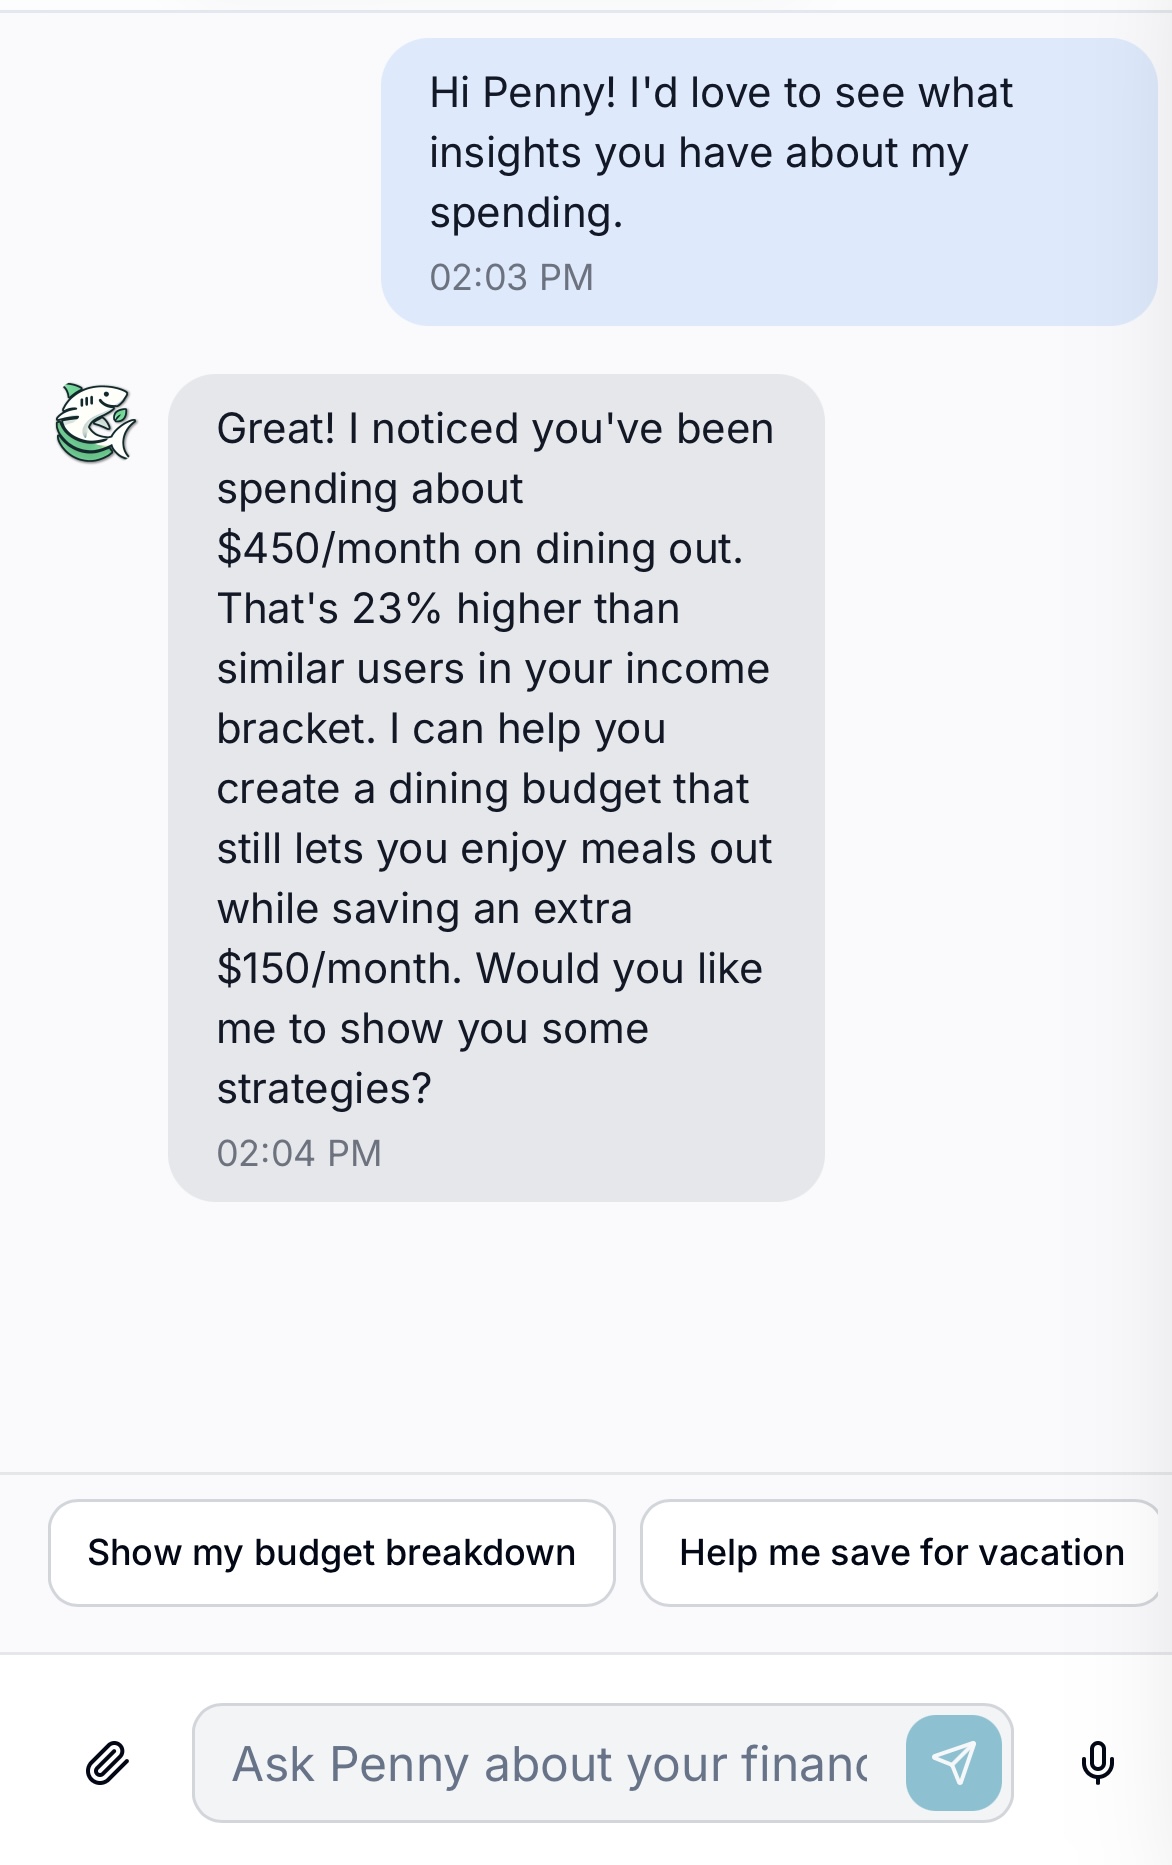 Hi Penny! I'd love to see what
insights you have about my
spending.
02:03 PM
Great! I noticed you've been
spending about
$450/month on dining out.
That's 23% higher than
similar users in your income
bracket. I can help you
create a dining budget that
still lets you enjoy meals out
while saving an extra
$150/month. Would you like
me to show you some
strategies?
02:04 PM
Show my budget breakdown
Help me save for vacation
Ask Penny about your financ